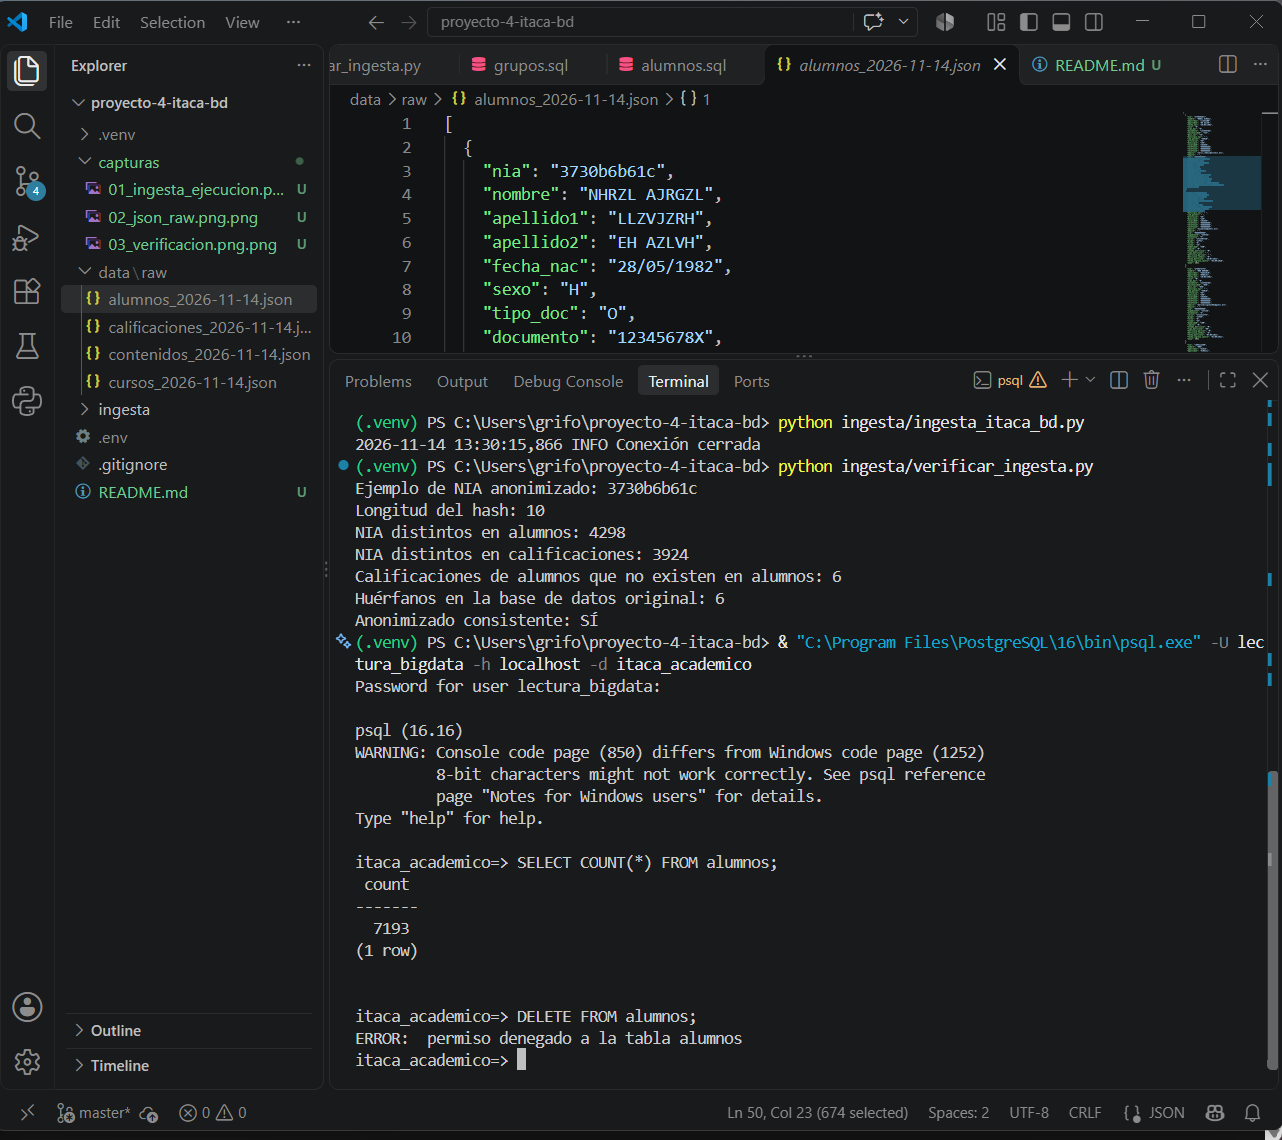 File Edit Selection View ··· proyecto-4-itaca-bd
Explorer ···
proyecto-4-itaca-bd
.venv
capturas
01_ingesta_ejecucion.p... U
02_json_raw.png.png U
03_verificacion.png.png U
data\raw
alumnos_2026-11-14.json
calificaciones_2026-11-14.j...
contenidos_2026-11-14.json
cursos_2026-11-14.json
ingesta
.env
.gitignore
README.md U
Outline
Timeline
4
ar_ingesta.py grupos.sql alumnos.sql {} alumnos_2026-11-14.json README.md U ···
data > raw > {} alumnos_2026-11-14.json > {} 1
1 [
2 {
3 "nia": "3730b6b61c",
4 "nombre": "NHRZL AJRGZL",
5 "apellido1": "LLZVJZRH",
6 "apellido2": "EH AZLVH",
7 "fecha_nac": "28/05/1982",
8 "sexo": "H",
9 "tipo_doc": "O",
10 "documento": "12345678X",
Problems Output Debug Console Terminal Ports psql ···
(.venv) PS C:\Users\grifo\proyecto-4-itaca-bd> python ingesta/ingesta_itaca_bd.py
2026-11-14 13:30:15,866 INFO Conexión cerrada
(.venv) PS C:\Users\grifo\proyecto-4-itaca-bd> python ingesta/verificar_ingesta.py
Ejemplo de NIA anonimizado: 3730b6b61c
Longitud del hash: 10
NIA distintos en alumnos: 4298
NIA distintos en calificaciones: 3924
Calificaciones de alumnos que no existen en alumnos: 6
Huérfanos en la base de datos original: 6
Anonimizado consistente: SÍ
(.venv) PS C:\Users\grifo\proyecto-4-itaca-bd> & "C:\Program Files\PostgreSQL\16\bin\psql.exe" -U lec
tura_bigdata -h localhost -d itaca_academico
Password for user lectura_bigdata:
psql (16.16)
WARNING: Console code page (850) differs from Windows code page (1252)
8-bit characters might not work correctly. See psql reference
page "Notes for Windows users" for details.
Type "help" for help.
itaca_academico=> SELECT COUNT(*) FROM alumnos;
count
-------
7193
(1 row)
itaca_academico=> DELETE FROM alumnos;
ERROR:  permiso denegado a la tabla alumnos
itaca_academico=>
master* 0 0 Ln 50, Col 23 (674 selected) Spaces: 2 UTF-8 CRLF {} JSON